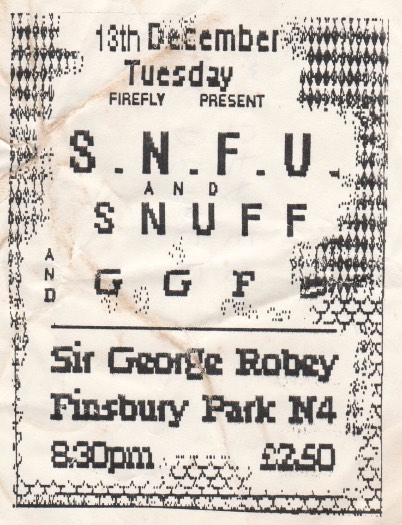 13th December
Tuesday
FIREFLY PRESENT
S.N.F.U.
AND
SNUFF
AND
G G F
Sir George Robey
Finsbury Park N4
8.30pm £2.50